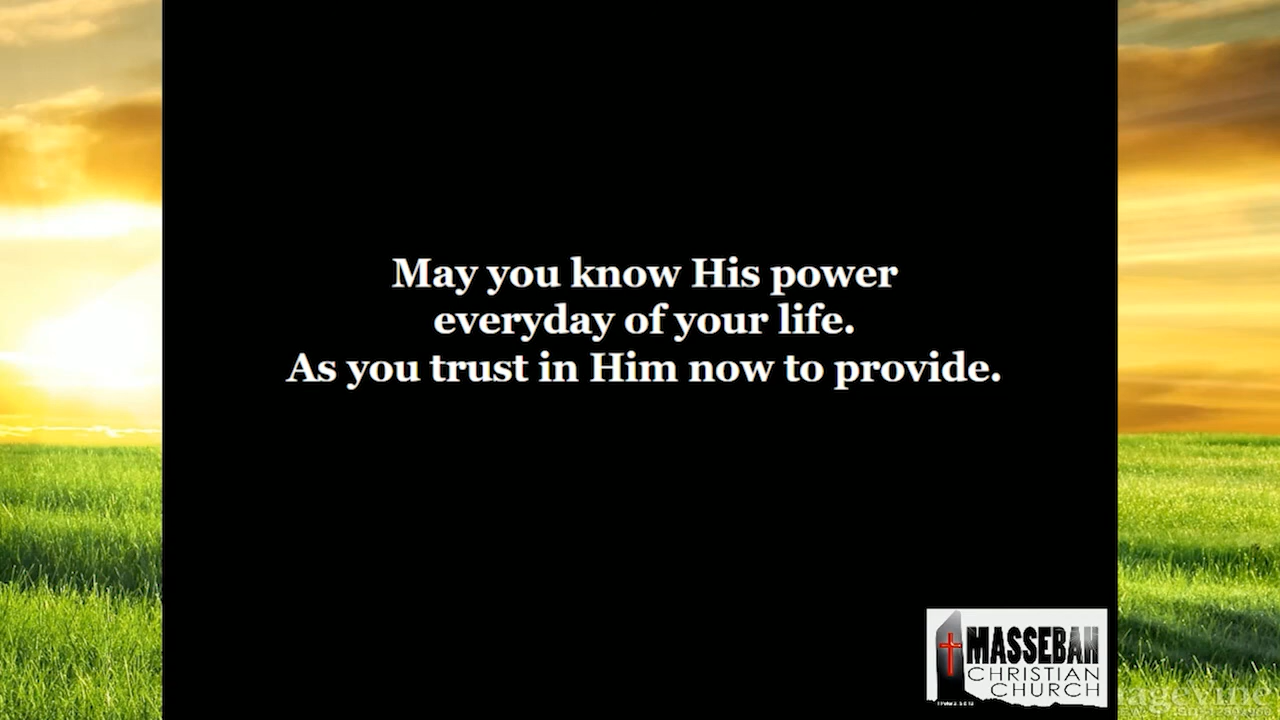 May you know His power
everyday of your life.
As you trust in Him now to provide.
MASSEBAH
CHRISTIAN
CHURCH